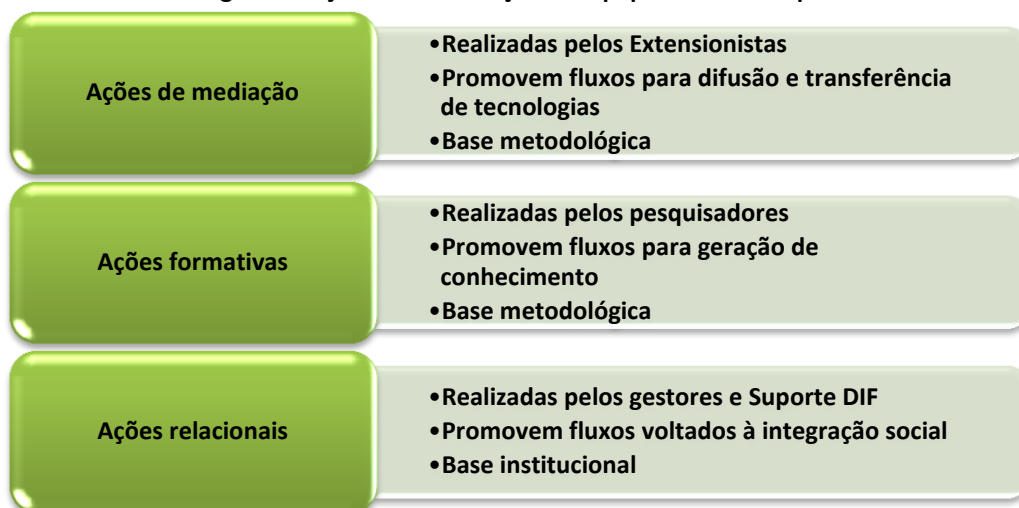 Ações de mediação
•Realizadas pelos Extensionistas
•Promovem fluxos para difusão e transferência
de tecnologias
•Base metodológica
Ações formativas
•Realizadas pelos pesquisadores
•Promovem fluxos para geração de
conhecimento
•Base metodológica
Ações relacionais
•Realizadas pelos gestores e Suporte DIF
•Promovem fluxos voltados à integração social
•Base institucional